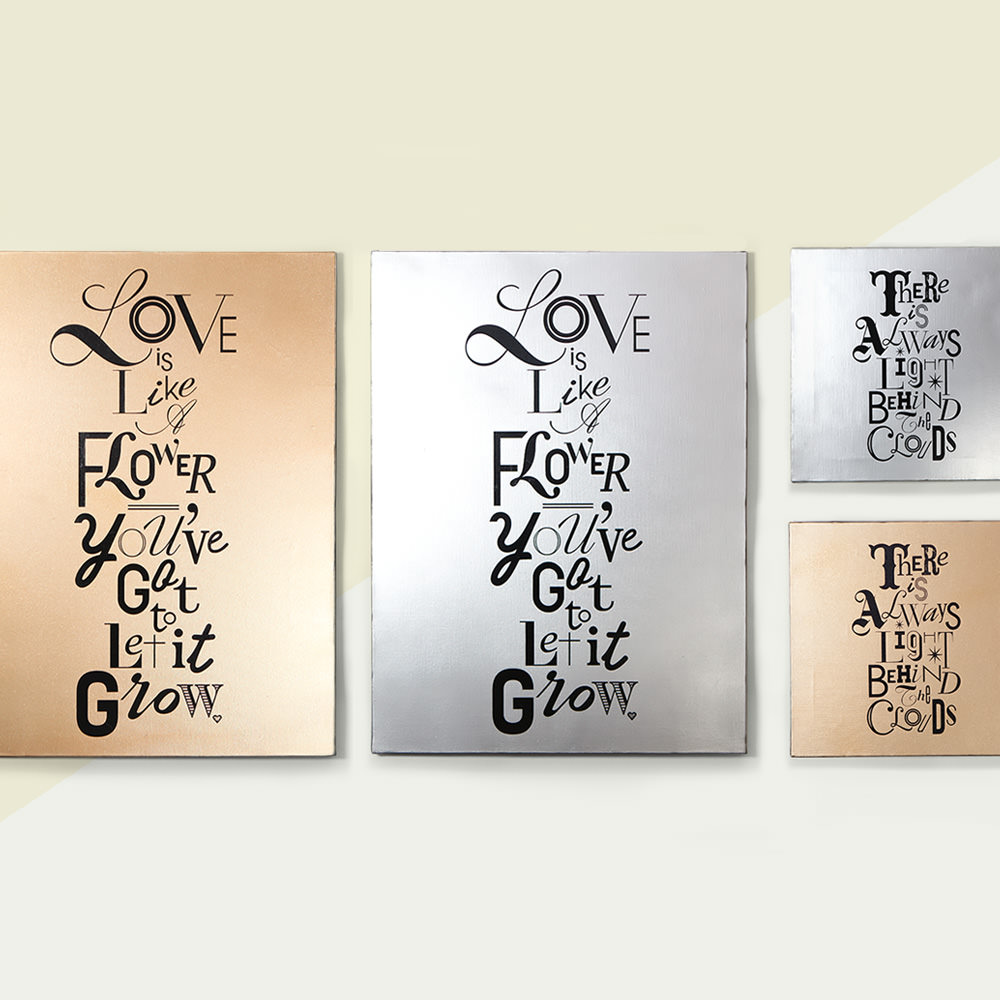 LOVE
is
Like
A
FLOWER
YOU'VE
Got
to
Let it
GroW.
LOVE
is
Like
A
FLOWER
YOU'VE
Got
to
Let it
GroW.
THeRe
iS
ALWayS
LIgHT
BEHiND
The
CLOUDS
THeRe
iS
ALWayS
LIgHT
BEHiND
The
CLOUDS